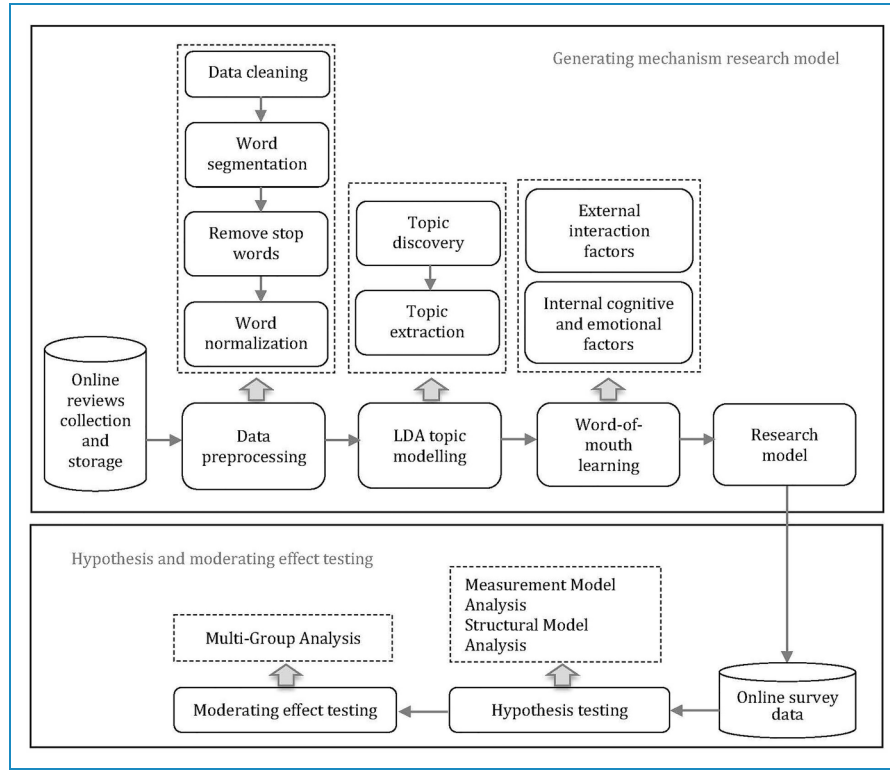 Generating mechanism research model
Data cleaning
Word
segmentation
Remove stop
words
Word
normalization
Topic
discovery
Topic
extraction
External
interaction
factors
Internal cognitive
and emotional
factors
Online
reviews
collection
and
storage
Data
preprocessing
LDA topic
modelling
Word-of-
mouth
learning
Research
model
Hypothesis and moderating effect testing
Multi-Group Analysis
Measurement Model
Analysis
Structural Model
Analysis
Moderating effect testing
Hypothesis testing
Online survey
data